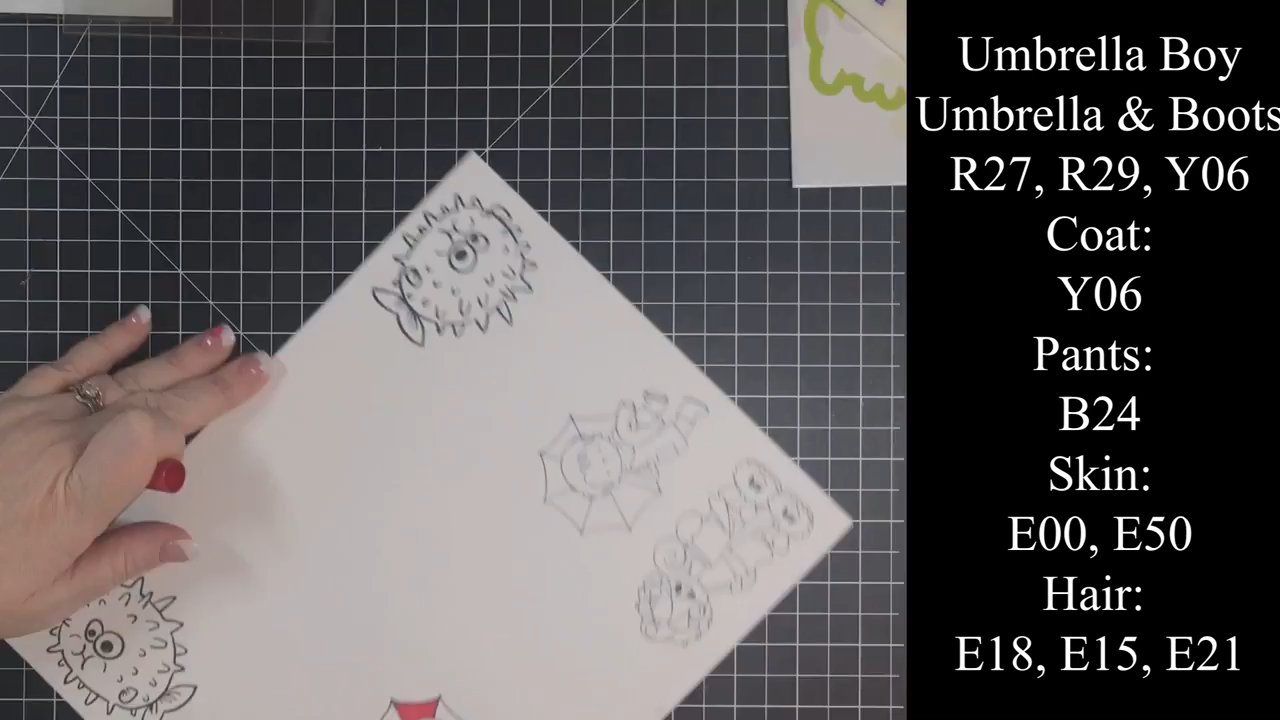 Umbrella Boy
Umbrella & Boots
R27, R29, Y06
Coat:
Y06
Pants:
B24
Skin:
E00, E50
Hair:
E18, E15, E21